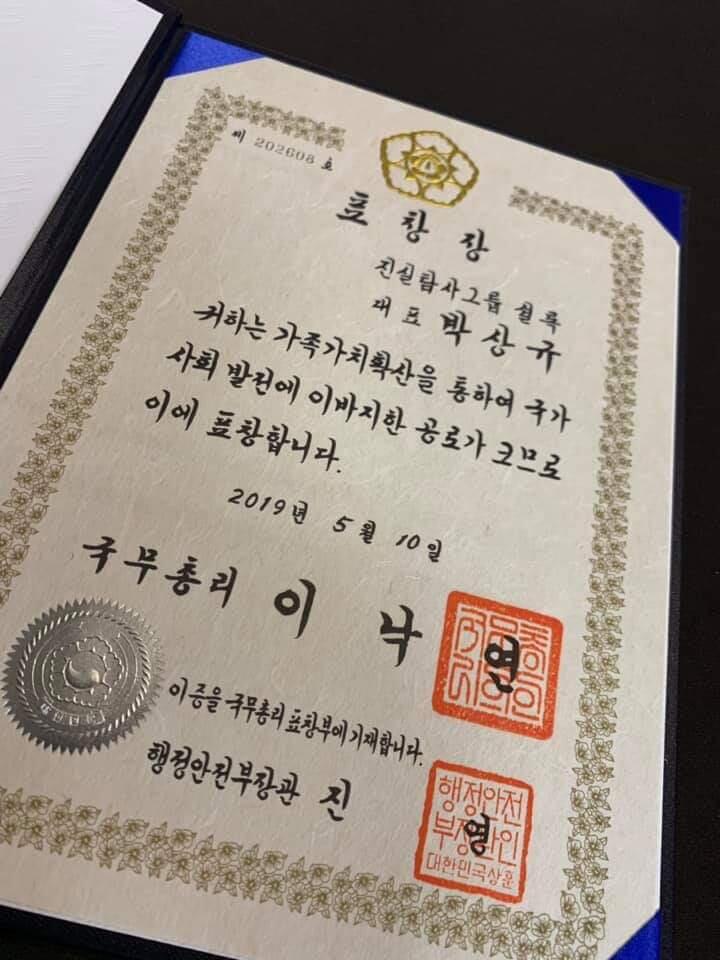 제 202608 호
표 창 장
진실탐사그룹 셜록
대표 박상규
귀하는 가족가치확산을 통하여 국가
사회 발전에 이바지한 공로가 크므로
이에 표창합니다.
2019년 5월 10일
국무총리 이 낙 연
이 증을 국무총리 표창부에 기재합니다.
행정안전부장관 진 영
행정안전
부장관인
대한민국상훈